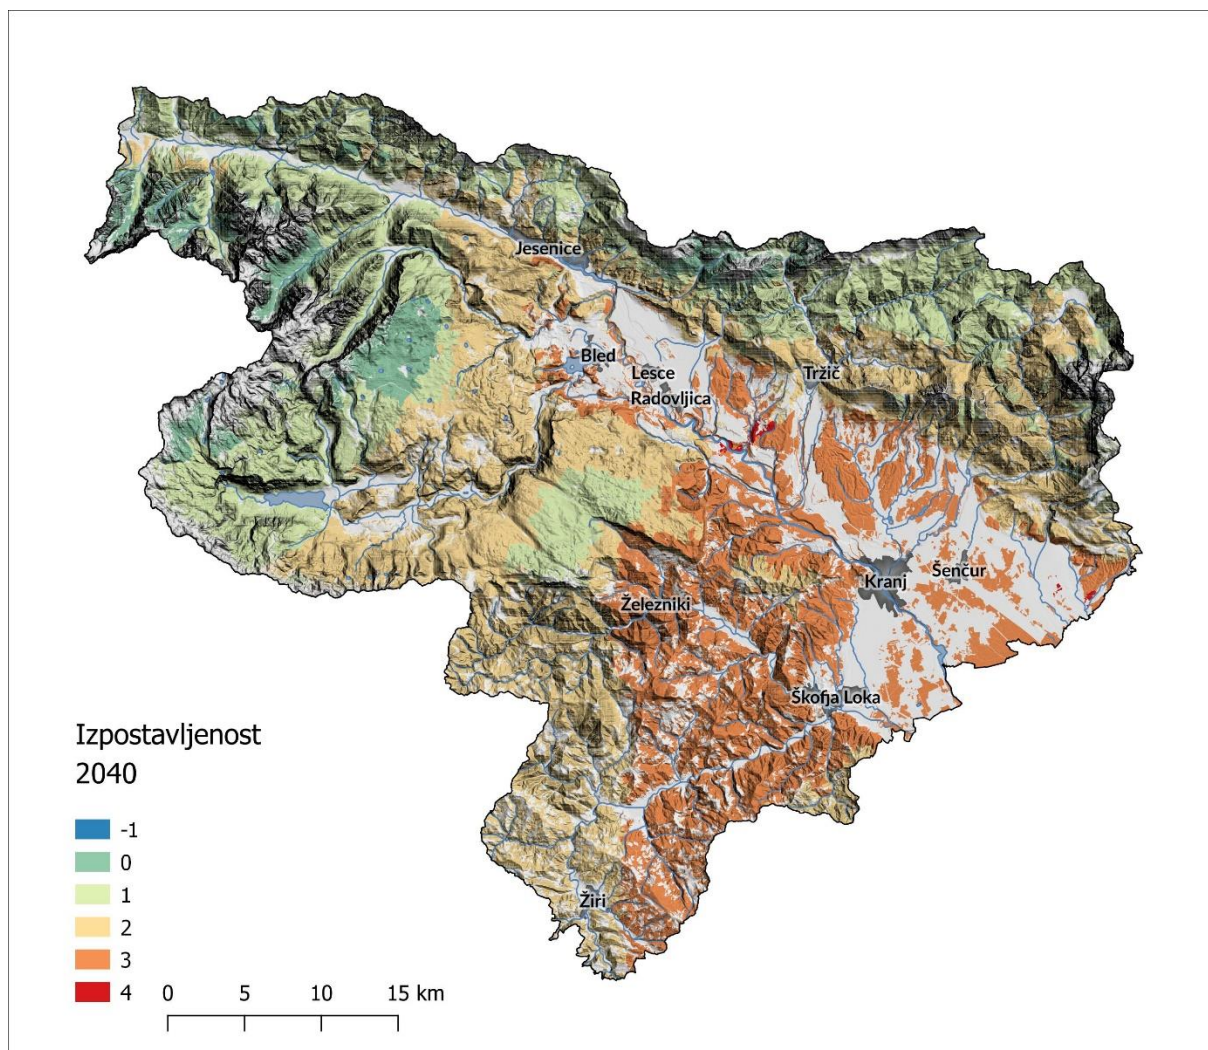 Jesenice
Bled
Lesce
Radovljica
Tržič
Kranj
Šenčur
Železniki
Škofja Loka
Žiri
Izpostavljenost
2040
-1
0
1
2
3
4
0 5 10 15 km